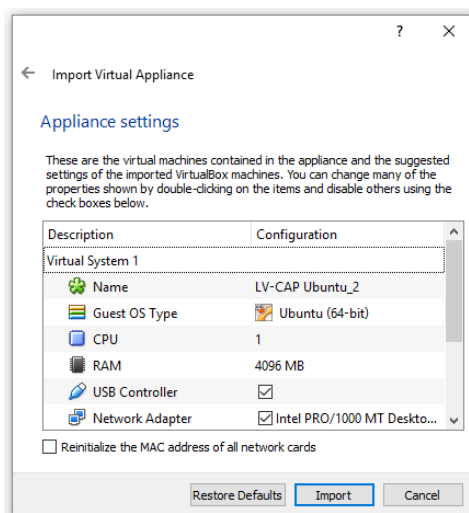 ?
Import Virtual Appliance
Appliance settings
These are the virtual machines contained in the appliance and the suggested
settings of the imported VirtualBox machines. You can change many of the
properties shown by double-clicking on the items and disable others using the
check boxes below.
Description Configuration
Virtual System 1
Name LV-CAP Ubuntu_2
Guest OS Type Ubuntu (64-bit)
CPU 1
RAM 4096 MB
USB Controller
Network Adapter Intel PRO/1000 MT Deskto...
Reinitialize the MAC address of all network cards
Restore Defaults Import Cancel